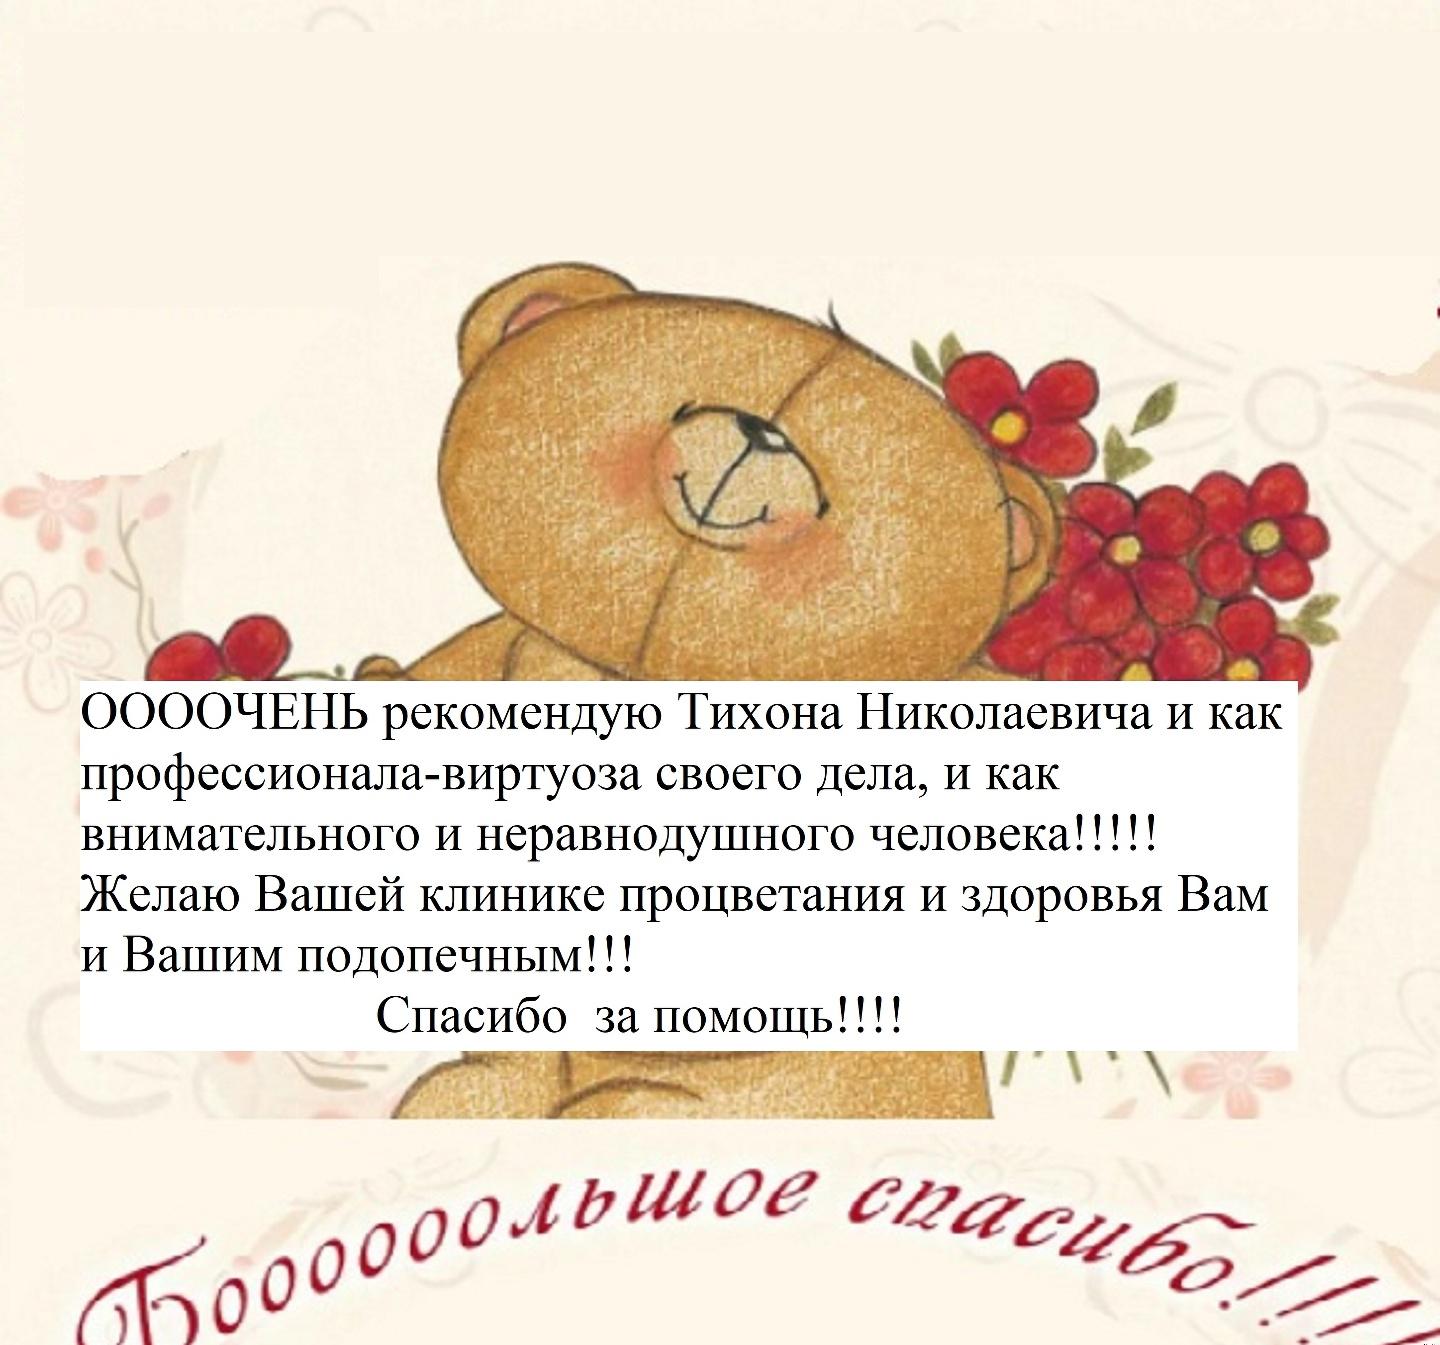 ООООЧЕНЬ рекомендую Тихона Николаевича и как
профессионала-виртуоза своего дела, и как
внимательного и неравнодушного человека!!!!!
Желаю Вашей клинике процветания и здоровья Вам
и Вашим подопечным!!!
Спасибо за помощь!!!!
Боооооольшое спасибо!!!!